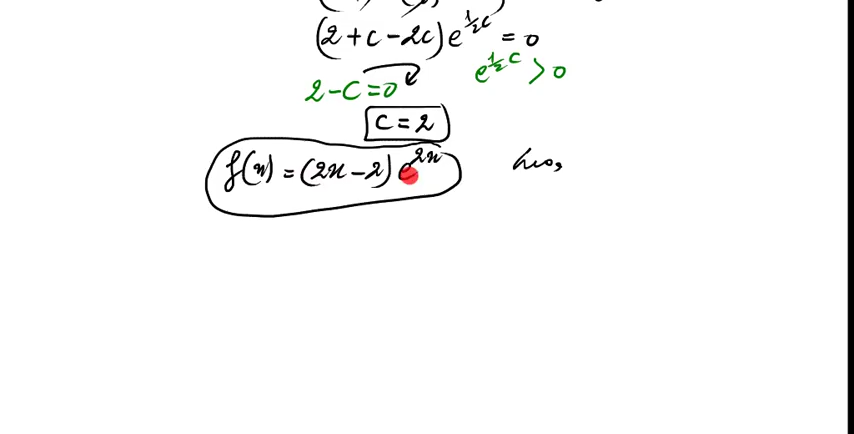 (2+c-2c)e^{½c} = 0
2-c=0 e^{½c} > 0
c=2
f(x) = (2x-2)e^{2x}